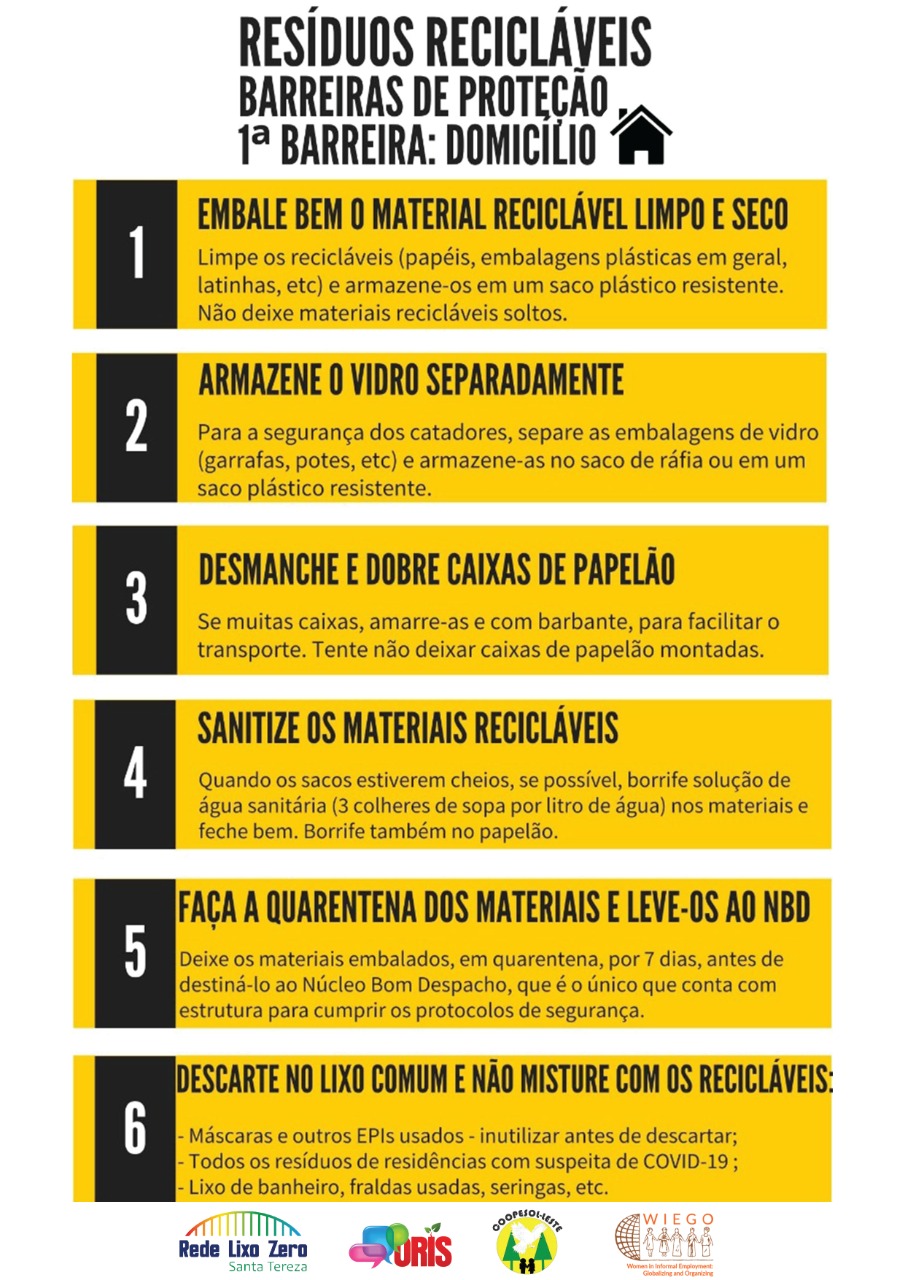 RESÍDUOS RECICLÁVEIS
BARREIRAS DE PROTEÇÃO
1ª BARREIRA: DOMICÍLIO
1
EMBALE BEM O MATERIAL RECICLÁVEL LIMPO E SECO
Limpe os recicláveis (papéis, embalagens plásticas em geral,
latinhas, etc) e armazene-os em um saco plástico resistente.
Não deixe materiais recicláveis soltos.
2
ARMAZENE O VIDRO SEPARADAMENTE
Para a segurança dos catadores, separe as embalagens de vidro
(garrafas, potes, etc) e armazene-as no saco de ráfia ou em um
saco plástico resistente.
3
DESMANCHE E DOBRE CAIXAS DE PAPELÃO
Se muitas caixas, amarre-as e com barbante, para facilitar o
transporte. Tente não deixar caixas de papelão montadas.
4
SANITIZE OS MATERIAIS RECICLÁVEIS
Quando os sacos estiverem cheios, se possível, borrife solução de
água sanitária (3 colheres de sopa por litro de água) nos materiais e
feche bem. Borrife também no papelão.
5
FAÇA A QUARENTENA DOS MATERIAIS E LEVE-OS AO NBD
Deixe os materiais embalados, em quarentena, por 7 dias, antes de
destiná-lo ao Núcleo Bom Despacho, que é o único que conta com
estrutura para cumprir os protocolos de segurança.
6
DESCARTE NO LIXO COMUM E NÃO MISTURE COM OS RECICLÁVEIS:
- Máscaras e outros EPIs usados - inutilizar antes de descartar;
- Todos os resíduos de residências com suspeita de COVID-19 ;
- Lixo de banheiro, fraldas usadas, seringas, etc.
Rede Lixo Zero
Santa Tereza
ORIS
COOPESOL-LESTE
WIEGO
Women in Informal Employment:
Globalizing and Organizing